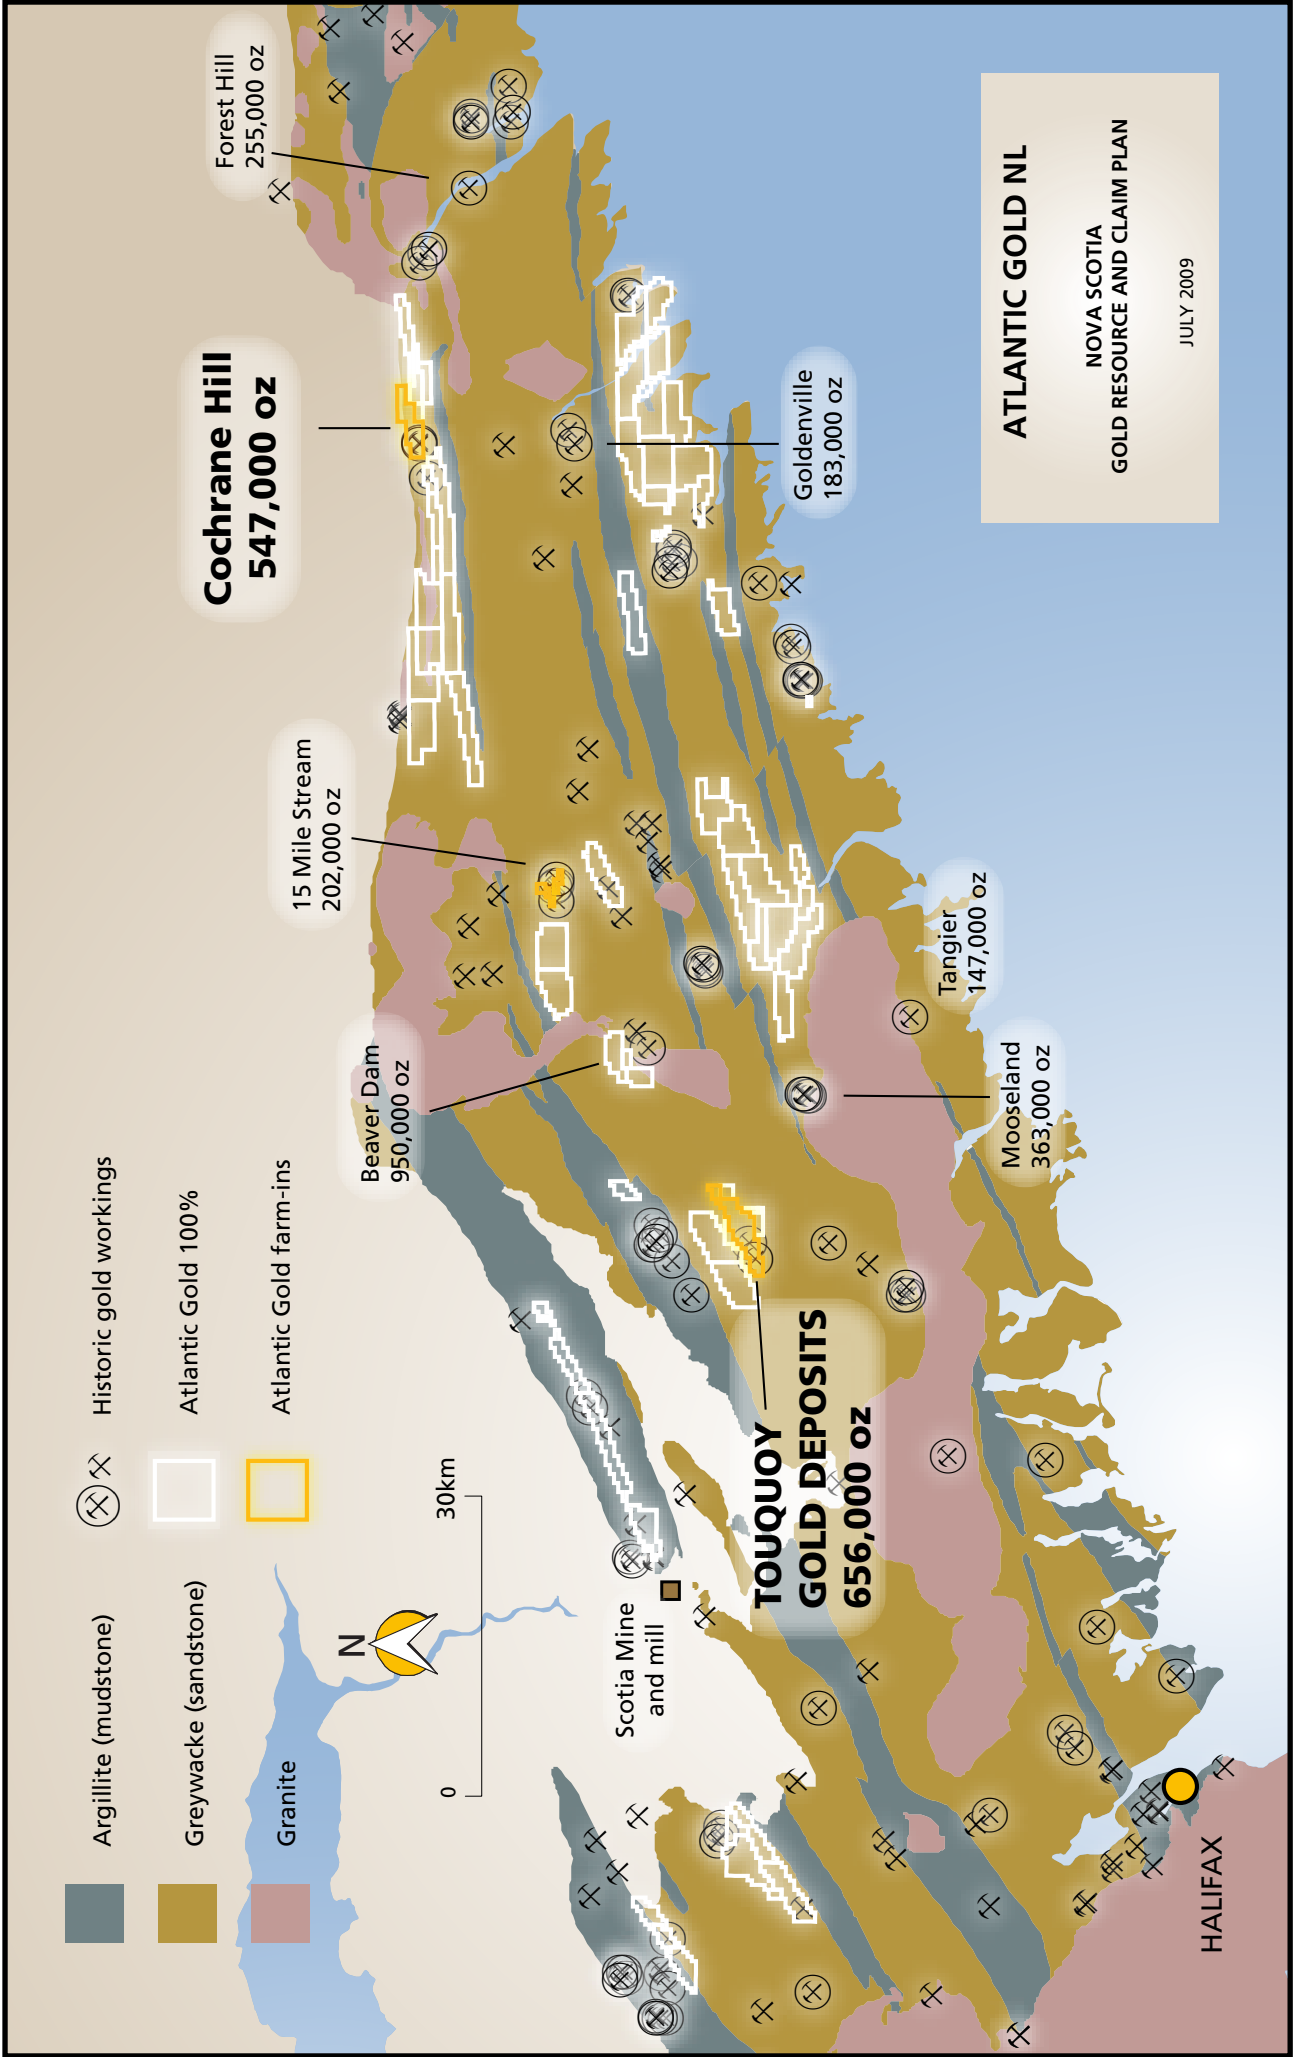 Argillite (mudstone)
Greywacke (sandstone)
Granite
Historic gold workings
Atlantic Gold 100%
Atlantic Gold farm-ins
N
0
30km
Forest Hill
255,000 oz
Cochrane Hill
547,000 oz
15 Mile Stream
202,000 oz
Beaver Dam
950,000 oz
Scotia Mine
and mill
TOUQUOY
GOLD DEPOSITS
656,000 oz
Goldenville
183,000 oz
Tangier
147,000 oz
Mooseland
363,000 oz
HALIFAX
ATLANTIC GOLD NL
NOVA SCOTIA
GOLD RESOURCE AND CLAIM PLAN
JULY 2009